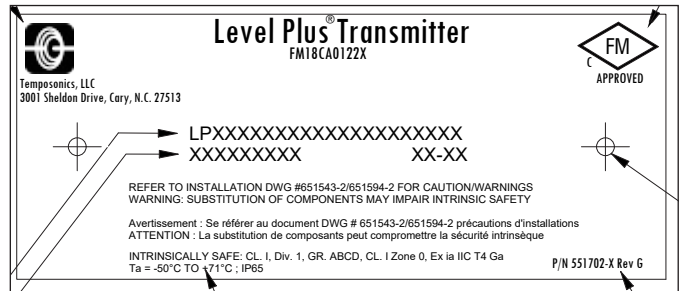 Level Plus® Transmitter
FM18CA0122X
FM
C
APPROVED
Temposonics, LLC
3001 Sheldon Drive, Cary, N.C. 27513
LPXXXXXXXXXXXXXXXXXXXX
XXXXXXXXX XX-XX
REFER TO INSTALLATION DWG #651543-2/651594-2 FOR CAUTION/WARNINGS
WARNING: SUBSTITUTION OF COMPONENTS MAY IMPAIR INTRINSIC SAFETY
Avertissement : Se référer au document DWG # 651543-2/651594-2 précautions d'installations
ATTENTION : La substitution de composants peut compromettre la sécurité intrinsèque
INTRINSICALLY SAFE: CL. I, Div. 1, GR. ABCD, CL. I Zone 0, Ex ia IIC T4 Ga
Ta = -50°C TO +71°C ; IP65
P/N 551702-X Rev G